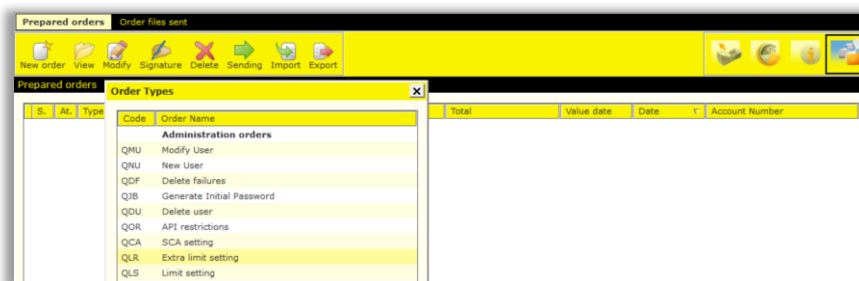 Prepared orders Order files sent
New order View Modify Signature Delete Sending Import Export
Prepared orders
Order Types
S. At. Type Total Value date Date Account Number
Code Order Name
Administration orders
QMU Modify User
QNU New User
QDF Delete failures
QJB Generate Initial Password
QDU Delete user
QOR API restrictions
QCA SCA setting
QLR Extra limit setting
QLS Limit setting